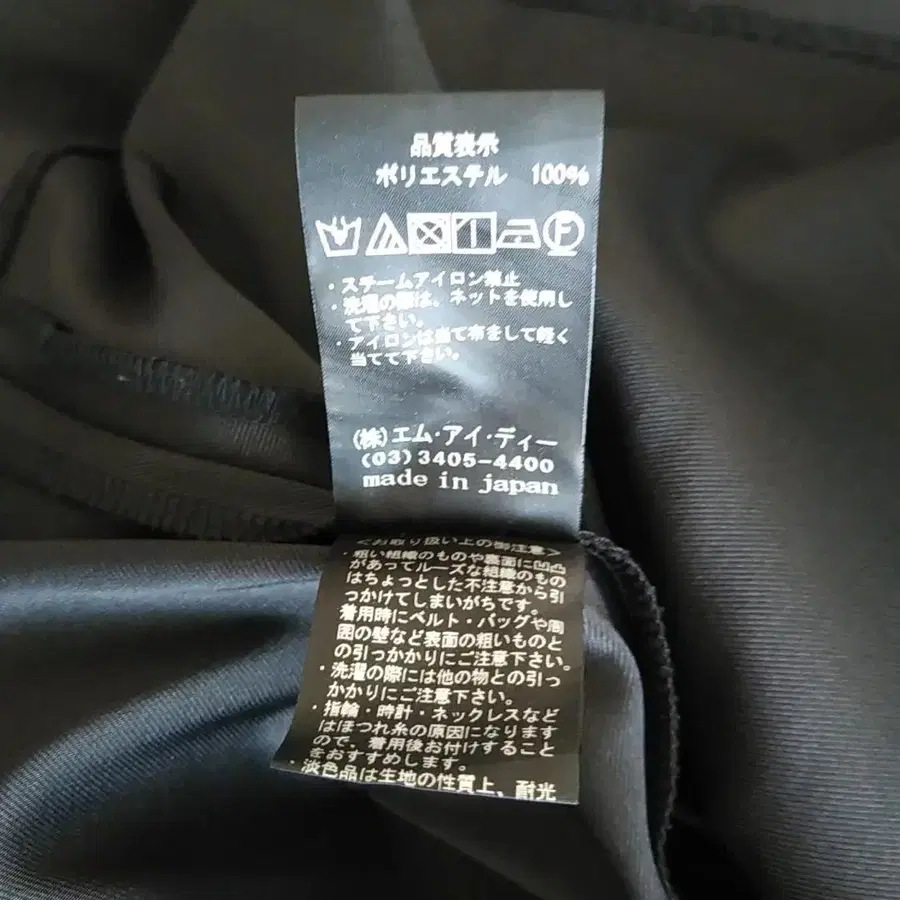 品質表示
ポリエステル 100%
F
・スチームアイロン禁止
・洗濯の際は、ネットを使用し
て下さい。
・アイロンは当て布をして軽く
当てて下さい。
(株)エム・アイ・ディー
(03)3405-4400
made in japan
<お取り扱い上の御注意>
・粗い組織のものや表面に凹凸
があってルーズな組織のもの
はちょっとした不注意から引
っかけてしまいがちです。
着用時にベルト・バッグや周
囲の壁など表面の粗いものと
の引っかかりにご注意下さい。
・洗濯の際には他の物との引っ
かかりにご注意下さい。
・指輪・時計・ネックレスなど
はほつれ糸の原因になります
ので、着用後お付けすること
をおすすめします。
・淡色品は生地の性質上、耐光